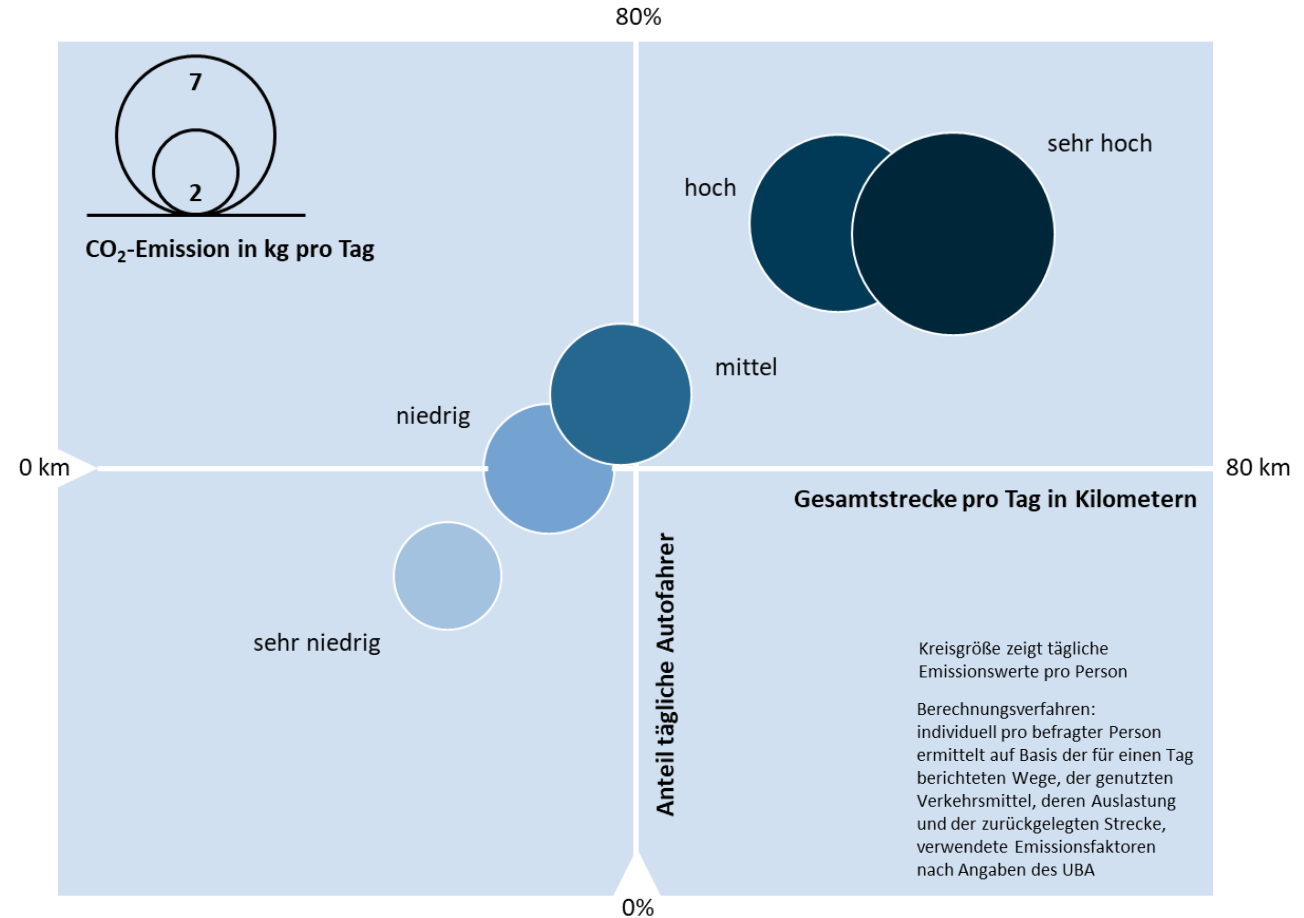 80%
7
2
CO₂-Emission in kg pro Tag
sehr hoch
hoch
mittel
niedrig
0 km
80 km
Gesamtstrecke pro Tag in Kilometern
Anteil tägliche Autofahrer
sehr niedrig
Kreisgröße zeigt tägliche
Emissionswerte pro Person
Berechnungsverfahren:
individuell pro befragter Person
ermittelt auf Basis der für einen Tag
berichteten Wege, der genutzten
Verkehrsmittel, deren Auslastung
und der zurückgelegten Strecke,
verwendete Emissionsfaktoren
nach Angaben des UBA
0%